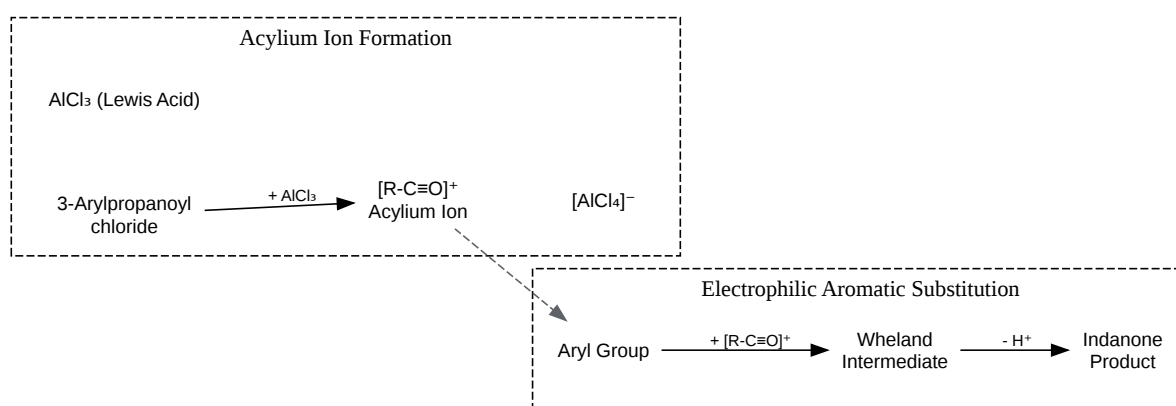 Acylium Ion Formation
AlCl₃ (Lewis Acid)
3-Arylpropanoyl
chloride
+ AlCl₃
[R-C≡O]⁺
Acylium Ion
[AlCl₄]⁻
Electrophilic Aromatic Substitution
Aryl Group
+ [R-C≡O]⁺
Wheland
Intermediate
- H⁺
Indanone
Product